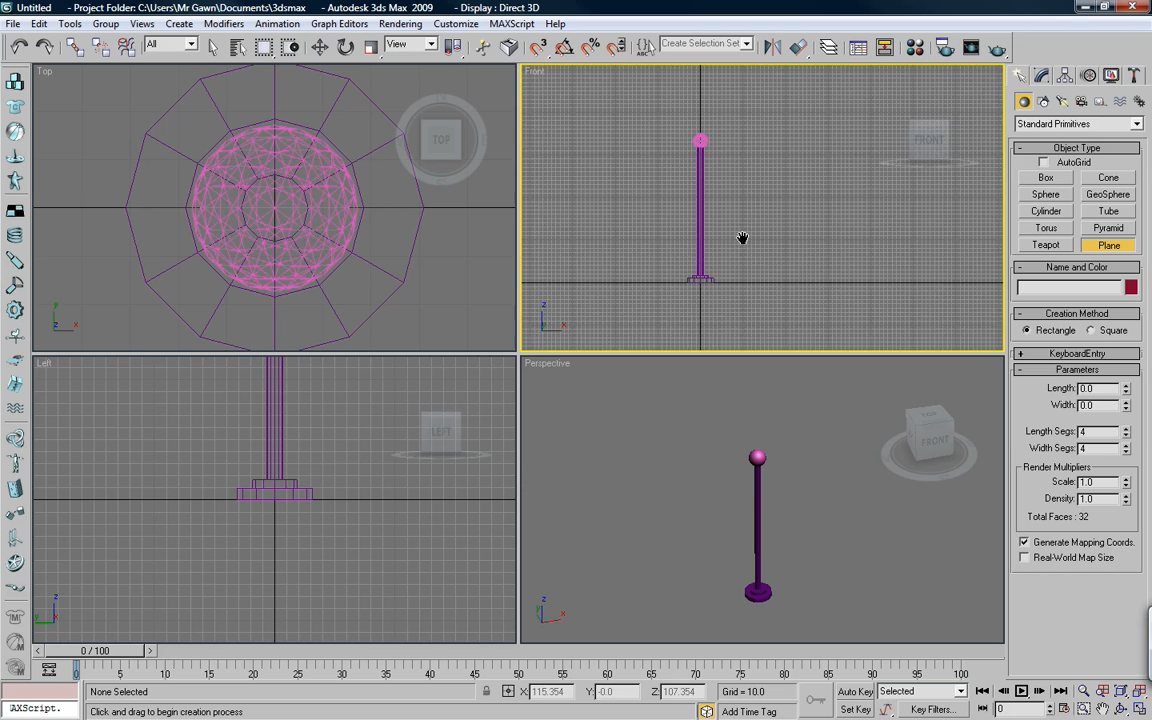 Untitled - Project Folder: C:\Users\Mr Gawn\Documents\3dsmax - Autodesk 3ds Max 2009 - Display : Direct 3D
File Edit Tools Group Views Create Modifiers Animation Graph Editors Rendering Customize MAXScript Help
All View Create Selection Set
Top
TOP
y
z x
Front
FRONT
z
x
Left
LEFT
z
y
Perspective
TOP
FRONT
z
x
Standard Primitives
- Object Type
AutoGrid
Box Cone
Sphere GeoSphere
Cylinder Tube
Torus Pyramid
Teapot Plane
- Name and Color
- Creation Method
Rectangle Square
+ KeyboardEntry
- Parameters
Length: 0.0
Width: 0.0
Length Segs: 4
Width Segs: 4
Render Multipliers
Scale: 1.0
Density: 1.0
Total Faces : 32
Generate Mapping Coords.
Real-World Map Size
< 0 / 100 >
0 5 10 15 20 25 30 35 40 45 50 55 60 65 70 75 80 85 90 95 100
None Selected X: 115.354 Y: -0.0 Z: 107.354 Grid = 10.0 Auto Key Selected
AXScript. Click and drag to begin creation process Add Time Tag Set Key Key Filters... 0